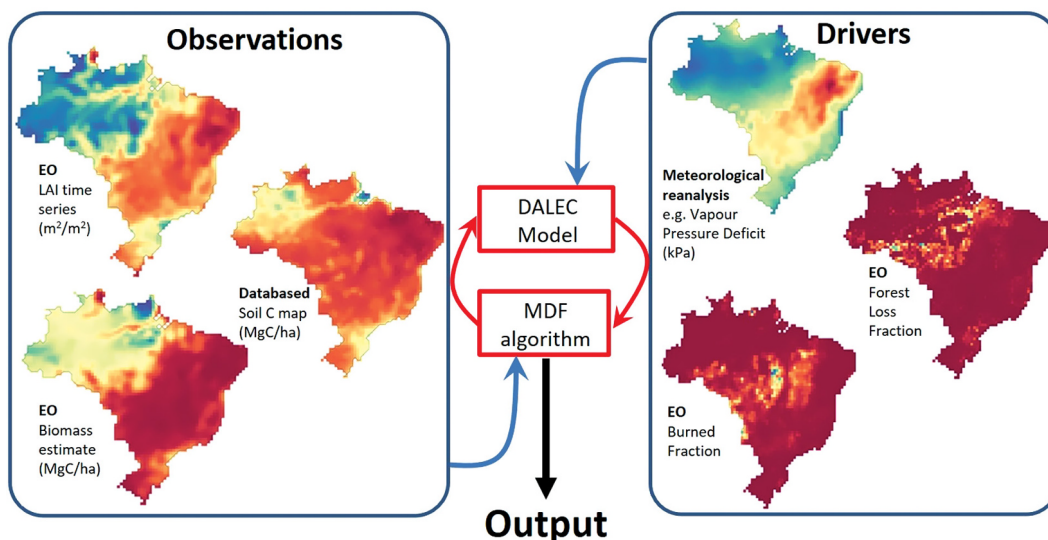 Observations
EO
LAI time
series
(m²/m²)
Databased
Soil C map
(MgC/ha)
EO
Biomass
estimate
(MgC/ha)
DALEC
Model
MDF
algorithm
Output
Drivers
Meteorological
reanalysis
e.g. Vapour
Pressure Deficit
(kPa)
EO
Forest
Loss
Fraction
EO
Burned
Fraction